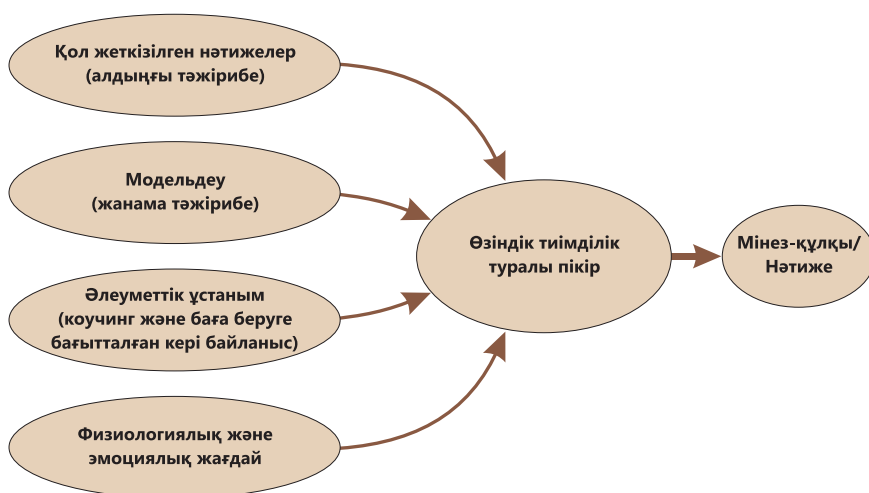 Қол жеткізілген нәтижелер
(алдыңғы тәжірибе)
Модельдеу
(жанама тәжірибе)
Әлеуметтік ұстаным
(коучинг және баға беруге
бағытталған кері байланыс)
Физиологиялық және
эмоциялық жағдай
Өзіндік тиімділік
туралы пікір
Мінез-құлқы/
Нәтиже